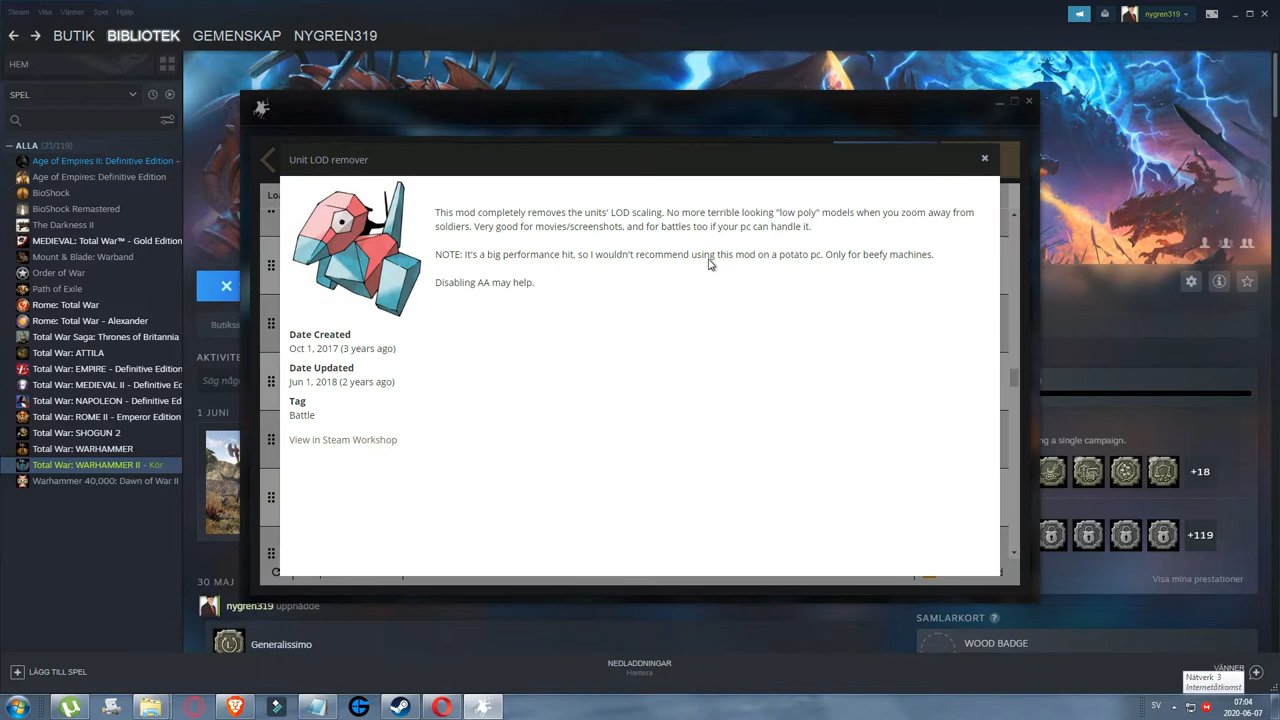 Steam Visa Vänner Spel Hjälp
nygren319
BUTIK BIBLIOTEK GEMENSKAP NYGREN319
HEM
SPEL
ALLA (21/119)
Age of Empires II: Definitive Edition -
Age of Empires: Definitive Edition
BioShock
BioShock Remastered
The Darkness II
MEDIEVAL: Total War™ - Gold Edition
Mount & Blade: Warband
Order of War
Path of Exile
Rome: Total War
Rome: Total War - Alexander
Total War Saga: Thrones of Britannia
Total War: ATTILA
Total War: EMPIRE - Definitive Edition
Total War: MEDIEVAL II - Definitive Ed
Total War: NAPOLEON - Definitive Ed
Total War: ROME II - Emperor Edition
Total War: SHOGUN 2
Total War: WARHAMMER
Total War: WARHAMMER II - Kör
Warhammer 40,000: Dawn of War II
Unit LOD remover
This mod completely removes the units' LOD scaling. No more terrible looking "low poly" models when you zoom away from
soldiers. Very good for movies/screenshots, and for battles too if your pc can handle it.
NOTE: It's a big performance hit, so I wouldn't recommend using this mod on a potato pc. Only for beefy machines.
Disabling AA may help.
Date Created
Oct 1, 2017 (3 years ago)
Date Updated
Jun 1, 2018 (2 years ago)
Tag
Battle
View in Steam Workshop
Butikss
1 JUNI
30 MAJ
nygren319 uppnådde
Generalissimo
ng a single campaign.
+18
+119
Visa mina prestationer
SAMLARKORT ?
WOOD BADGE
LÄGG TILL SPEL
NEDLADDNINGAR
Hantera
VÄNNER
Nätverk 3
Internetåtkomst
SV
07:04
2020-06-07